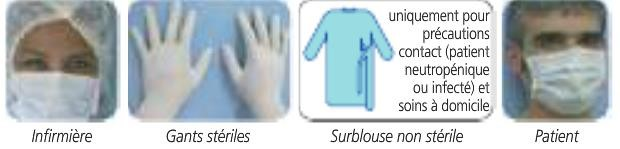 uniquement pour
précautions
contact (patient
neutropénique
ou infecté) et
soins à domicile
Infirmière
Gants stériles
Surblouse non stérile
Patient